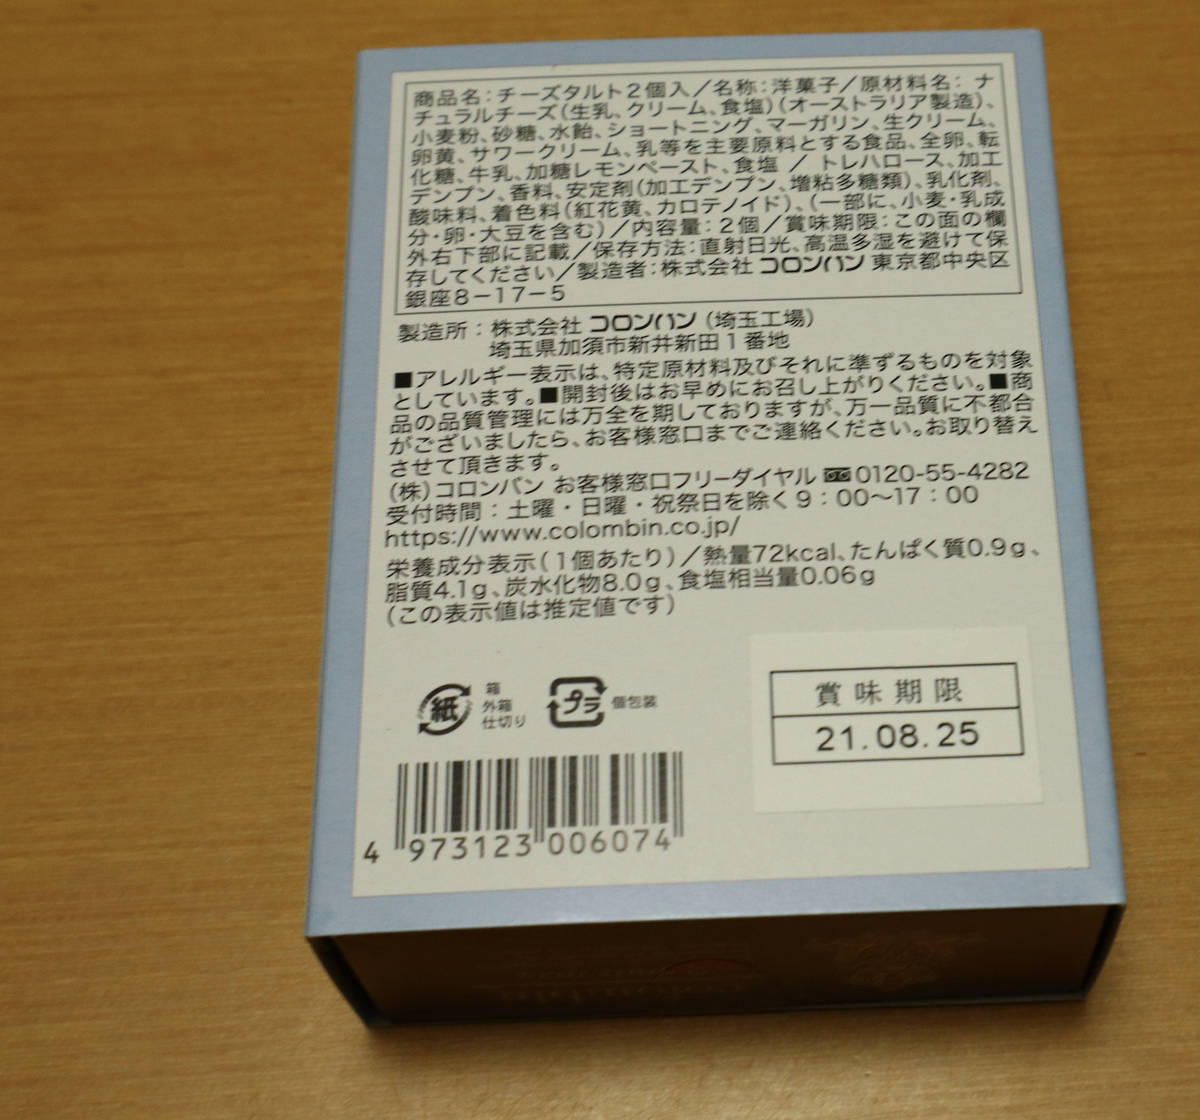 商品名：チーズタルト2個入／名称：洋菓子／原材料名：ナ
チュラルチーズ（生乳、クリーム、食塩）（オーストラリア製造）、
小麦粉、砂糖、水飴、ショートニング、マーガリン、生クリーム、
卵黄、サワークリーム、乳等を主要原料とする食品、全卵、転
化糖、牛乳、加糖レモンペースト、食塩 ／ トレハロース、加工
デンプン、香料、安定剤（加工デンプン、増粘多糖類）、乳化剤、
酸味料、着色料（紅花黄、カロテノイド）、（一部に、小麦・乳成
分・卵・大豆を含む）／内容量：2個／賞味期限：この面の欄
外右下部に記載／保存方法：直射日光、高温多湿を避けて保
存してください／製造者：株式会社 コロンバン 東京都中央区
銀座8－17－5
製造所：株式会社 コロンバン（埼玉工場）
埼玉県加須市新井新田1番地
■アレルギー表示は、特定原材料及びそれに準ずるものを対象
としています。■開封後はお早めにお召し上がりください。■商
品の品質管理には万全を期しておりますが、万一品質に不都合
がございましたら、お客様窓口までご連絡ください。お取り替え
させて頂きます。
（株）コロンバン お客様窓口フリーダイヤル 0120-55-4282
受付時間：土曜・日曜・祝祭日を除く9：00〜17：00
https://www.colombin.co.jp/
栄養成分表示（1個あたり）／熱量72kcal、たんぱく質0.9g、
脂質4.1g、炭水化物8.0g、食塩相当量0.06g
（この表示値は推定値です）
紙 箱 外箱 仕切り
プラ 個包装
賞味期限
21.08.25
4 973123 006074